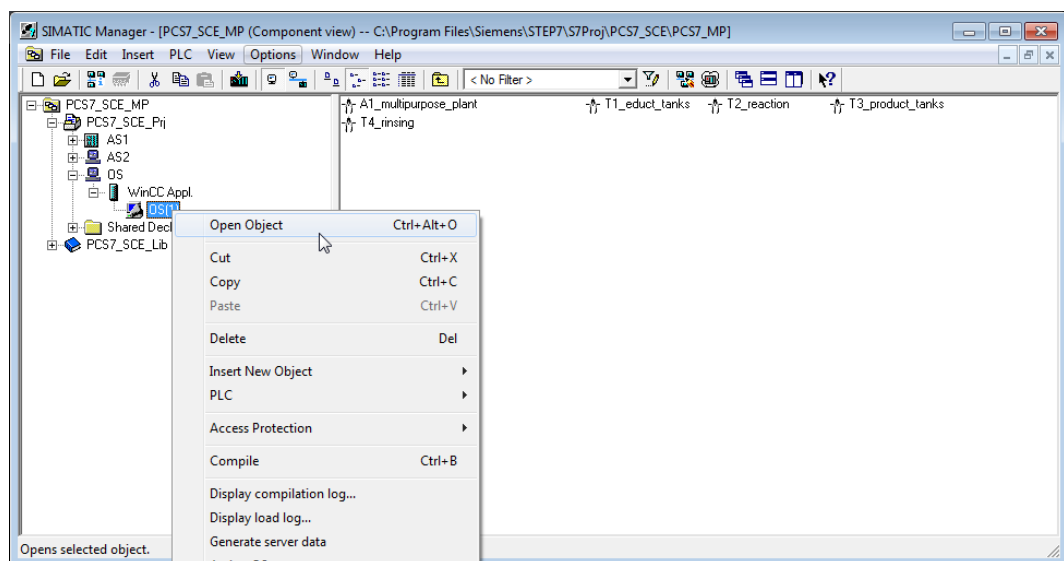 SIMATIC Manager - [PCS7_SCE_MP (Component view) -- C:\Program Files\Siemens\STEP7\S7Proj\PCS7_SCE\PCS7_MP]
File Edit Insert PLC View Options Window Help
< No Filter >
PCS7_SCE_MP
PCS7_SCE_Prj
AS1
AS2
OS
WinCC Appl.
OS(1)
Shared Decl
PCS7_SCE_Lib
A1_multipurpose_plant T1_educt_tanks T2_reaction T3_product_tanks
T4_rinsing
Open Object Ctrl+Alt+O
Cut Ctrl+X
Copy Ctrl+C
Paste Ctrl+V
Delete Del
Insert New Object
PLC
Access Protection
Compile Ctrl+B
Display compilation log...
Display load log...
Generate server data
Opens selected object.